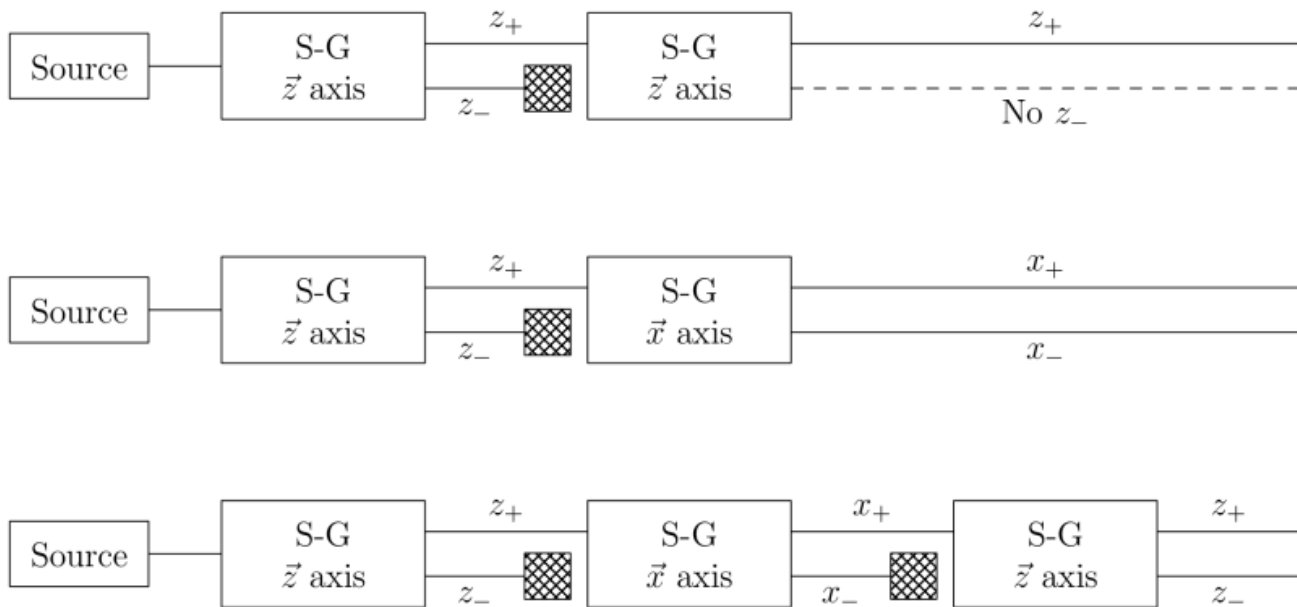 z₊ z₊
Source S-G S-G
z⃗ axis z⃗ axis
z₋ No z₋
z₊ x₊
Source S-G S-G
z⃗ axis x⃗ axis
z₋ x₋
z₊ x₊ z₊
Source S-G S-G S-G
z⃗ axis x⃗ axis z⃗ axis
z₋ x₋ z₋